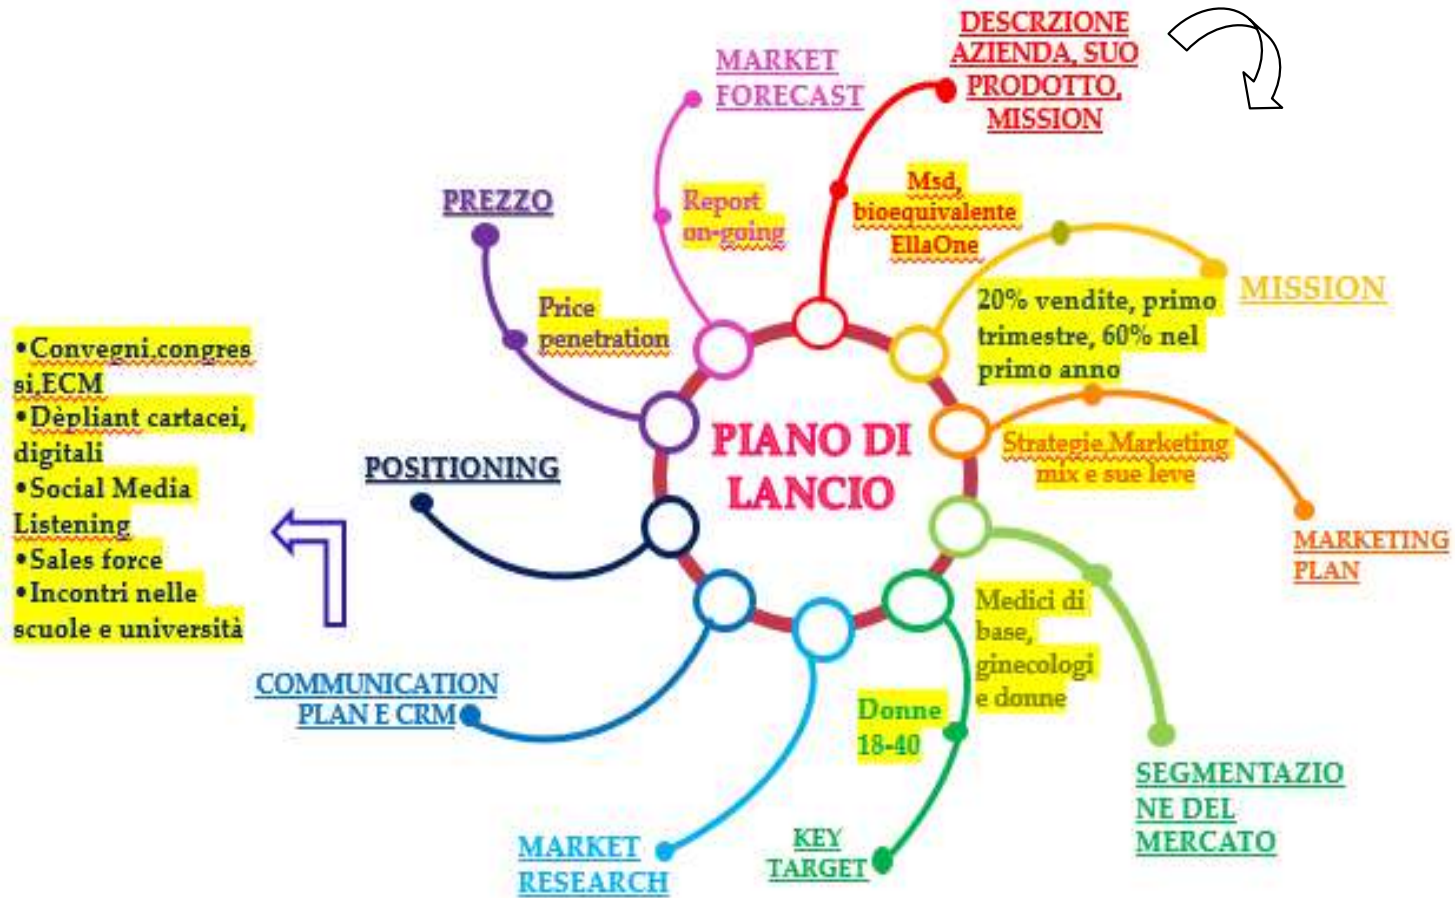 DESCRZIONE
AZIENDA, SUO
PRODOTTO,
MISSION
Msd,
bioequivalente
EllaOne
MISSION
20% vendite, primo
trimestre, 60% nel
primo anno
MARKETING
PLAN
Strategie,Marketing
mix e sue leve
SEGMENTAZIO
NE DEL
MERCATO
Medici di
base,
ginecologi
e donne
KEY
TARGET
Donne
18-40
MARKET
RESEARCH
COMMUNICATION
PLAN E CRM
•Convegni,congres
si,ECM
•Dèpliant cartacei,
digitali
•Social Media
Listening
•Sales force
•Incontri nelle
scuole e università
POSITIONING
PREZZO
Price
penetration
MARKET
FORECAST
Report
on-going
PIANO DI
LANCIO